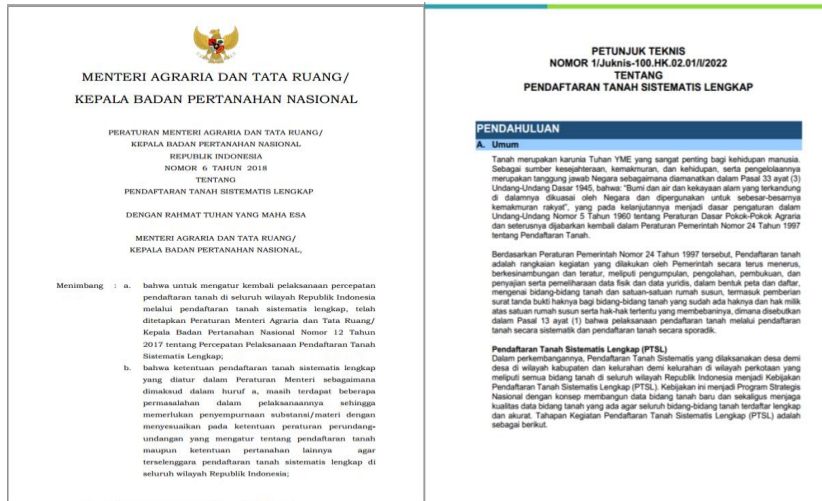 MENTERI AGRARIA DAN TATA RUANG/
KEPALA BADAN PERTANAHAN NASIONAL
PERATURAN MENTERI AGRARIA DAN TATA RUANG/
KEPALA BADAN PERTANAHAN NASIONAL
REPUBLIK INDONESIA
NOMOR 6 TAHUN 2018
TENTANG
PENDAFTARAN TANAH SISTEMATIS LENGKAP
DENGAN RAHMAT TUHAN YANG MAHA ESA
MENTERI AGRARIA DAN TATA RUANG/
KEPALA BADAN PERTANAHAN NASIONAL,
Menimbang : a. bahwa untuk mengatur kembali pelaksanaan percepatan
pendaftaran tanah di seluruh wilayah Republik Indonesia
melalui pendaftaran tanah sistematis lengkap, telah
ditetapkan Peraturan Menteri Agraria dan Tata Ruang/
Kepala Badan Pertanahan Nasional Nomor 12 Tahun
2017 tentang Percepatan Pelaksanaan Pendaftaran Tanah
Sistematis Lengkap;
b. bahwa ketentuan pendaftaran tanah sistematis lengkap
yang diatur dalam Peraturan Menteri sebagaimana
dimaksud dalam huruf a, masih terdapat beberapa
permasalahan dalam pelaksanaannya sehingga
memerlukan penyempurnaan substansi/materi dengan
menyesuaikan pada ketentuan peraturan perundang-
undangan yang mengatur tentang pendaftaran tanah
maupun ketentuan pertanahan lainnya agar
terselenggara pendaftaran tanah sistematis lengkap di
seluruh wilayah Republik Indonesia;
PETUNJUK TEKNIS
NOMOR 1/Juknis-100.HK.02.01/I/2022
TENTANG
PENDAFTARAN TANAH SISTEMATIS LENGKAP
PENDAHULUAN
A. Umum
Tanah merupakan karunia Tuhan YME yang sangat penting bagi kehidupan manusia.
Sebagai sumber kesejahteraan, kemakmuran, dan kehidupan, serta pengelolaannya
merupakan tanggung jawab Negara sebagaimana diamanatkan dalam Pasal 33 ayat (3)
Undang-Undang Dasar 1945, bahwa: "Bumi dan air dan kekayaan alam yang terkandung
di dalamnya dikuasai oleh Negara dan dipergunakan untuk sebesar-besarnya
kemakmuran rakyat", yang pada kelanjutannya menjadi dasar pengaturan dalam
Undang-Undang Nomor 5 Tahun 1960 tentang Peraturan Dasar Pokok-Pokok Agraria
dan seterusnya dijabarkan kembali dalam Peraturan Pemerintah Nomor 24 Tahun 1997
tentang Pendaftaran Tanah.
Berdasarkan Peraturan Pemerintah Nomor 24 Tahun 1997 tersebut, Pendaftaran tanah
adalah rangkaian kegiatan yang dilakukan oleh Pemerintah secara terus menerus,
berkesinambungan dan teratur, meliputi pengumpulan, pengolahan, pembukuan, dan
penyajian serta pemeliharaan data fisik dan data yuridis, dalam bentuk peta dan daftar,
mengenai bidang-bidang tanah dan satuan-satuan rumah susun, termasuk pemberian
surat tanda bukti haknya bagi bidang-bidang tanah yang sudah ada haknya dan hak milik
atas satuan rumah susun serta hak-hak tertentu yang membebaninya, dimana disebutkan
dalam Pasal 13 ayat (1) bahwa pelaksanaan pendaftaran tanah melalui pendaftaran
tanah secara sistematik dan pendaftaran tanah secara sporadik.
Pendaftaran Tanah Sistematis Lengkap (PTSL)
Dalam perkembangannya, Pendaftaran Tanah Sistematis yang dilaksanakan desa demi
desa di wilayah kabupaten dan kelurahan demi kelurahan di wilayah perkotaan yang
meliputi semua bidang tanah di seluruh wilayah Republik Indonesia menjadi Kebijakan
Pendaftaran Tanah Sistematis Lengkap (PTSL). Kebijakan ini menjadi Program Strategis
Nasional dengan konsep membangun data bidang tanah baru dan sekaligus menjaga
kualitas data bidang tanah yang ada agar seluruh bidang-bidang tanah terdaftar lengkap
dan akurat. Tahapan Kegiatan Pendaftaran Tanah Sistematis Lengkap (PTSL) adalah
sebagai berikut.